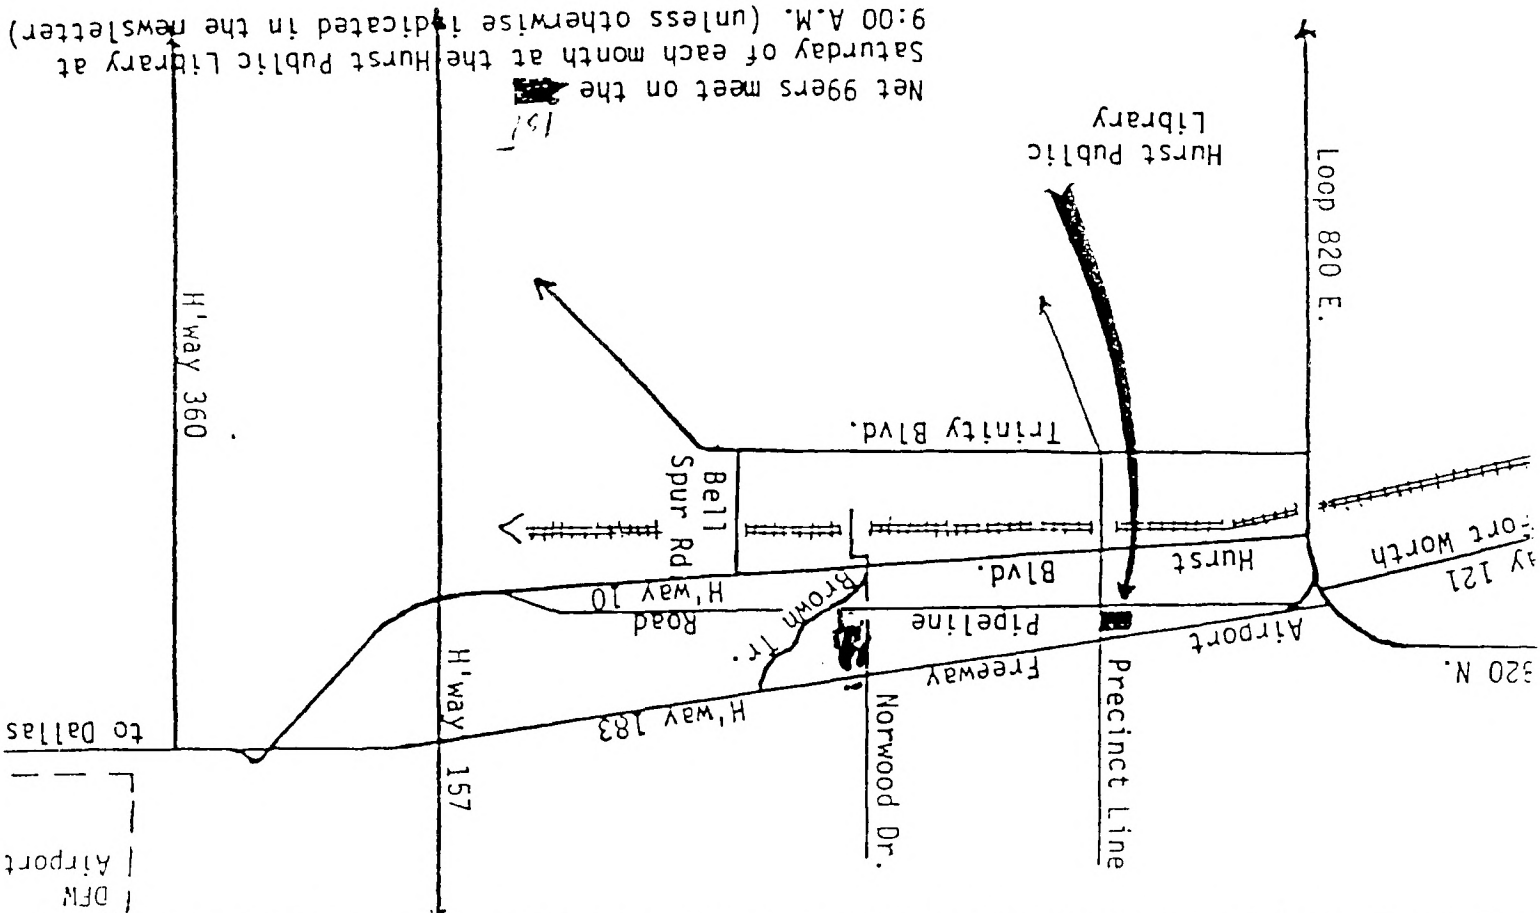 DFW
Airport
to Dallas
820 N.
ay 121
Fort Worth
Airport
Freeway
H'way 183
Pipeline
Road
H'way 10
Hurst
Blvd.
Brown Tr.
Norwood Dr.
Precinct Line
H'way 157
Bell
Spur Rd
Trinity Blvd.
H'way 360
Loop 820 E.
Hurst Public
Library
1st
Net 99ers meet on the
Saturday of each month at the Hurst Public Library at
9:00 A.M. (unless otherwise indicated in the newsletter)